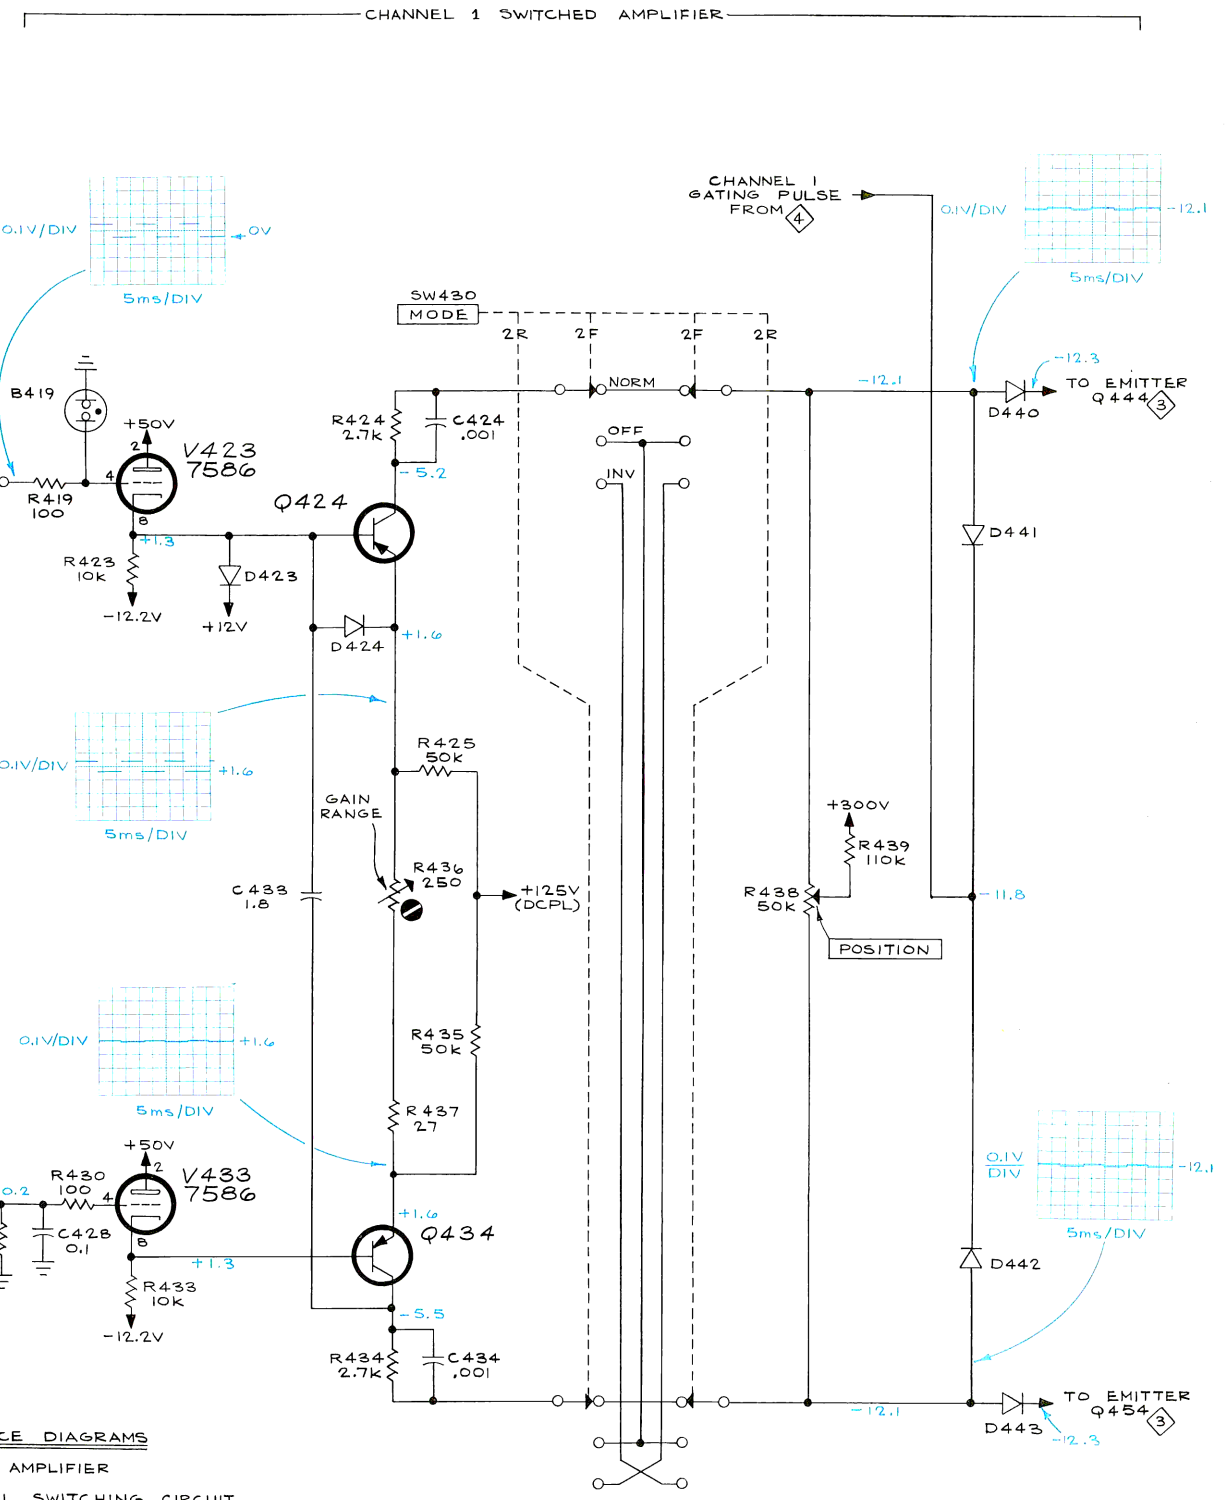 CHANNEL 1 SWITCHED AMPLIFIER
CHANNEL 1
GATING PULSE
FROM 4
0.1V/DIV
-12.1
5ms/DIV
0.1V/DIV
0V
5ms/DIV
SW430
MODE
2R
2F
2F
2R
-12.3
TO EMITTER
Q444 3
D440
-12.1
NORM
OFF
INV
B419
+50V
2
V423
7586
4
8
R419
100
+1.3
R423
10K
-12.2V
D423
+12V
R424
2.7K
C424
.001
-5.2
Q424
D424
+1.6
D441
0.1V/DIV
+1.6
5ms/DIV
R425
50K
GAIN
RANGE
R436
250
C433
1.8
+125V
(DCPL)
+300V
R439
110K
R438
50K
POSITION
-11.8
0.1V/DIV
+1.6
5ms/DIV
R435
50K
R437
27
+50V
2
V433
7586
R430
100
4
8
0.2
C428
0.1
+1.3
R433
10K
-12.2V
+1.6
Q434
-5.5
R434
2.7K
C434
.001
0.1V
DIV
-12.1
5ms/DIV
D442
-12.1
D443
TO EMITTER
Q454 3
-12.3
CE DIAGRAMS
AMPLIFIER
SWITCHING CIRCUIT